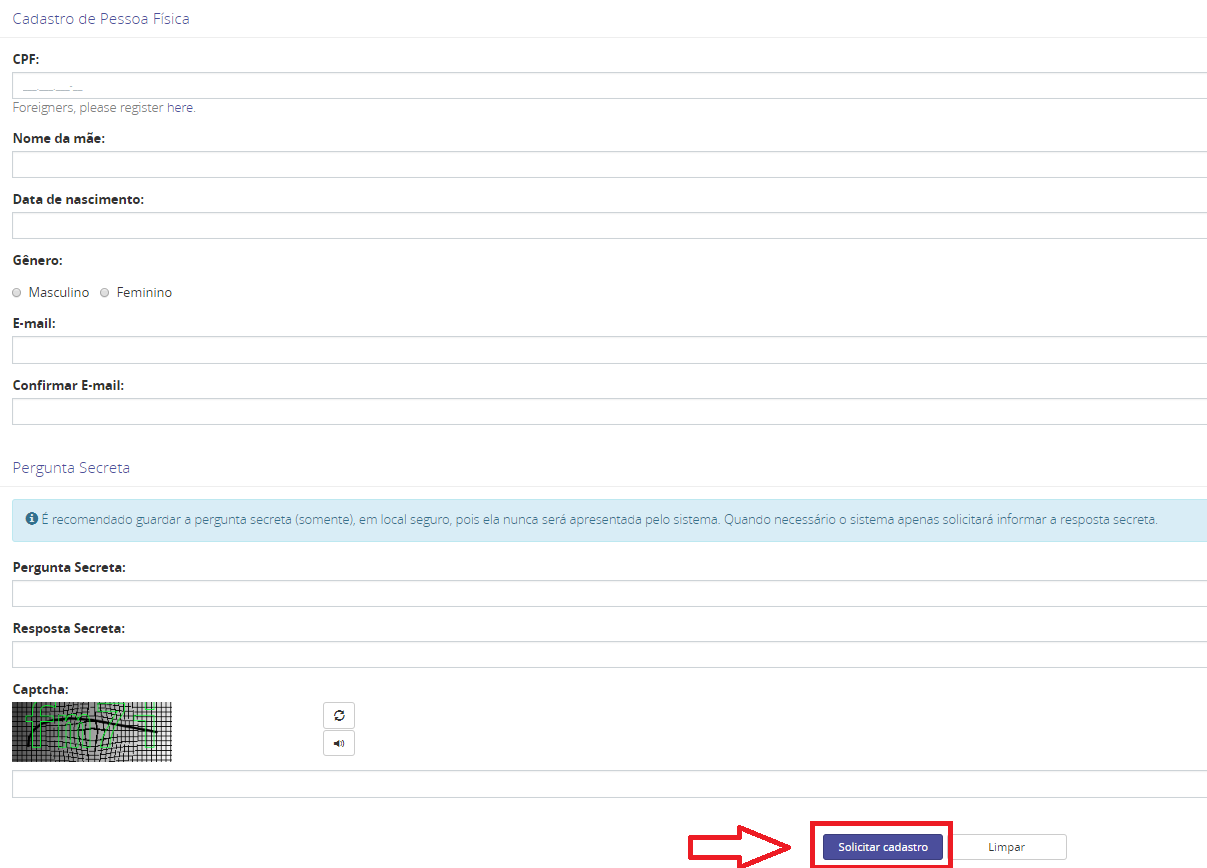 Cadastro de Pessoa Física
CPF:
___.___.___-__
Foreigners, please register here.
Nome da mãe:
Data de nascimento:
Gênero:
Masculino Feminino
E-mail:
Confirmar E-mail:
Pergunta Secreta
É recomendado guardar a pergunta secreta (somente), em local seguro, pois ela nunca será apresentada pelo sistema. Quando necessário o sistema apenas solicitará informar a resposta secreta.
Pergunta Secreta:
Resposta Secreta:
Captcha:
Solicitar cadastro Limpar